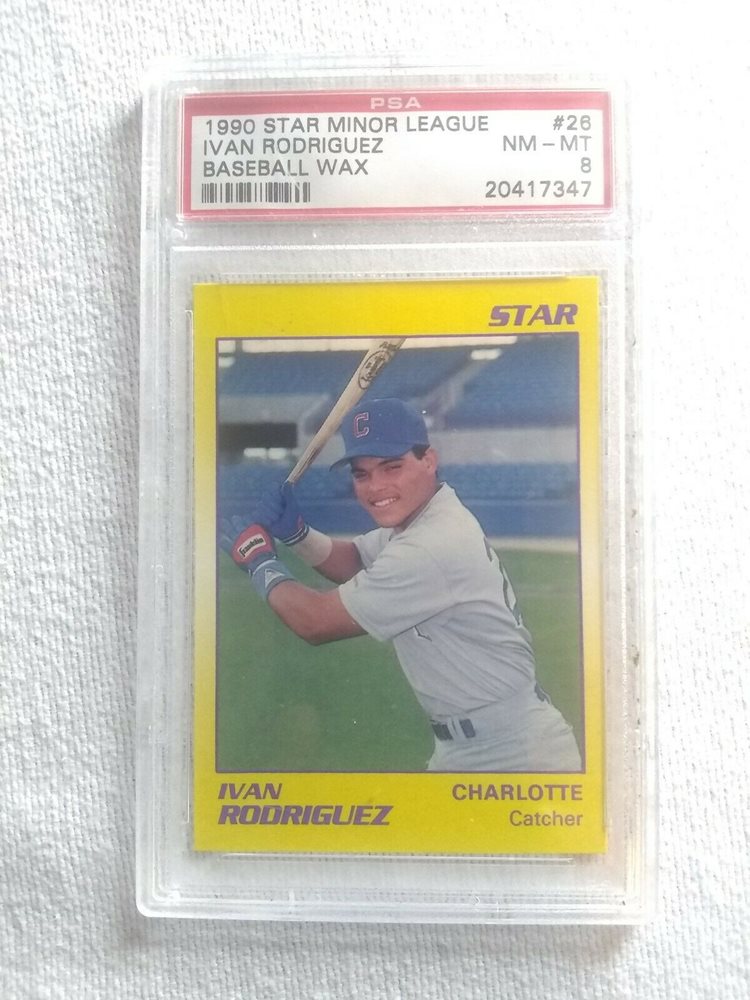 PSA
1990 STAR MINOR LEAGUE #26
IVAN RODRIGUEZ NM - MT
BASEBALL WAX 8
20417347
STAR
C
Franklin
IVAN CHARLOTTE
RODRIGUEZ Catcher